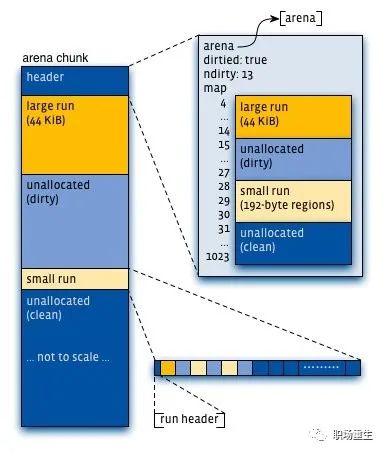 [arena]
arena
dirtied: true
ndirty: 13
map
4
...
14
15
...
27
28
29
30
31
...
1023
large run
(44 KiB)
unallocated
(dirty)
small run
(192-byte regions)
unallocated
(clean)
arena chunk
header
large run
(44 KiB)
unallocated
(dirty)
small run
unallocated
(clean)
... not to scale ...
.........
[run header]
职场重生